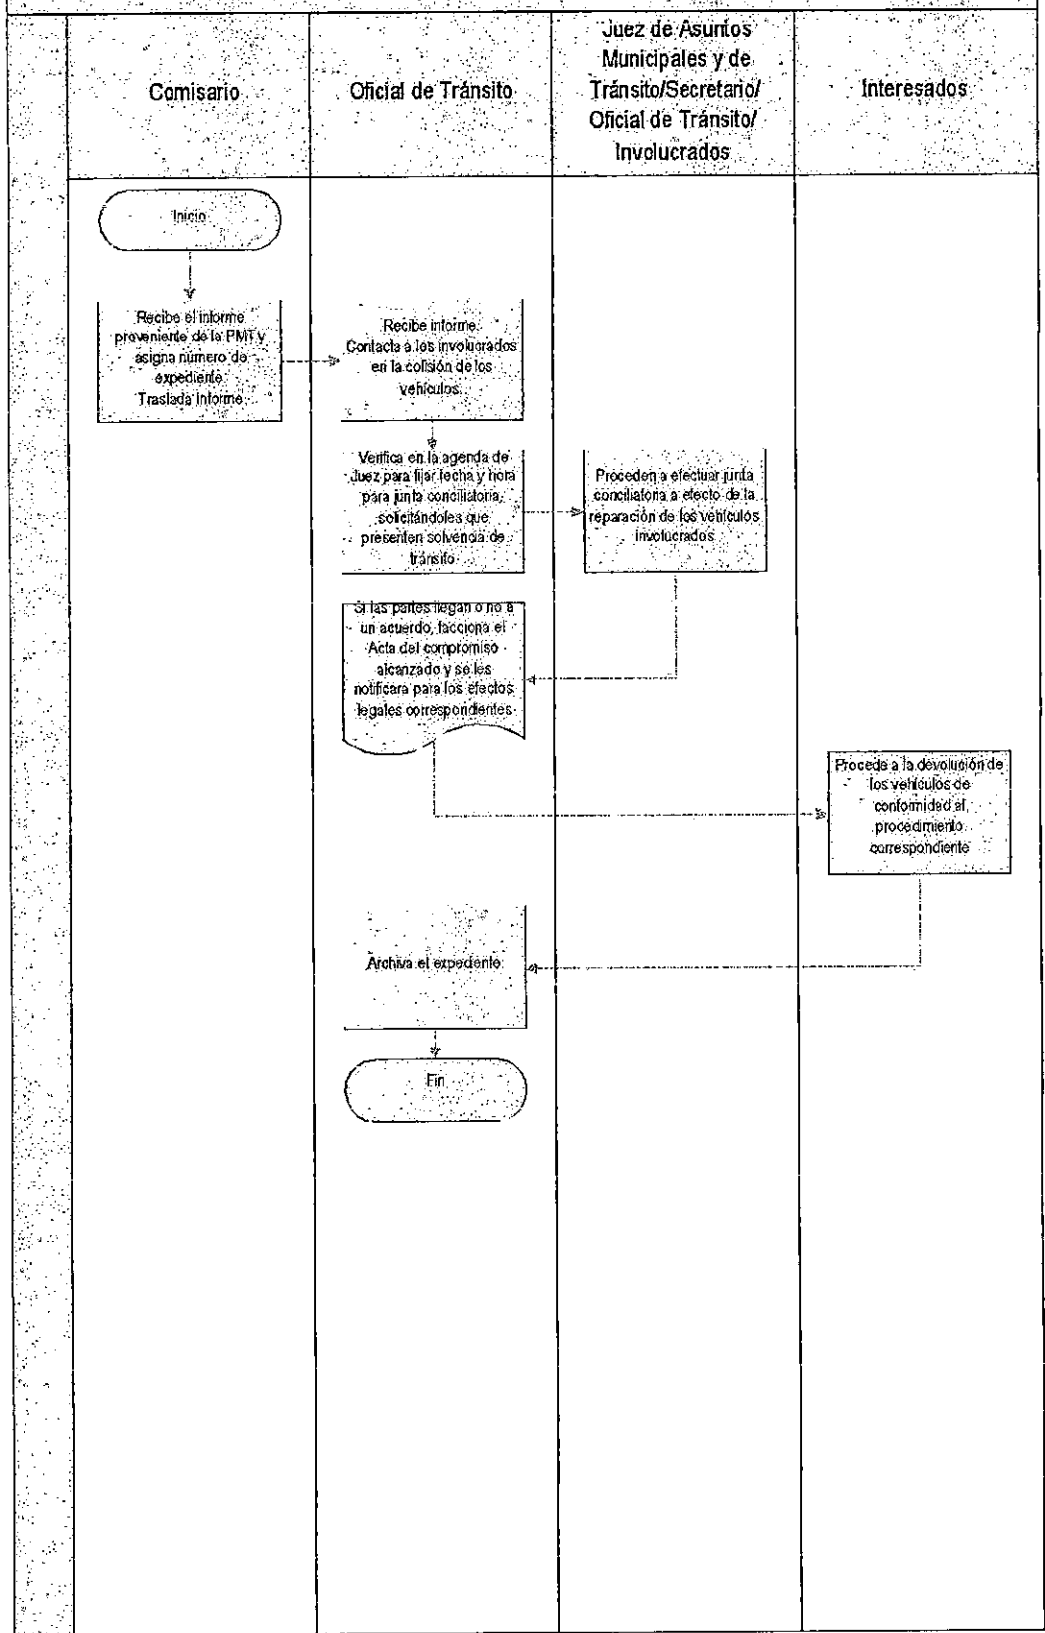 Comisario
Oficial de Tránsito
Juez de Asuntos
Municipales y de
Tránsito/Secretario/
Oficial de Tránsito/
Involucrados
Interesados
Inicio
Recibe el informe
proveniente de la PMT y
asigna número de
expediente
Traslada Informe
Recibe informe.
Contacta a los involucrados
en la colisión de los
vehículos.
Verifica en la agenda de
Juez para fijar fecha y hora
para junta conciliatoria,
solicitándoles que
presenten solvencia de
tránsito
Proceden a efectuar junta
conciliatoria a efecto de la
reparación de los vehículos
involucrados
Si las partes llegan o no a
un acuerdo, facciona el
Acta del compromiso
alcanzado y se les
notificara para los efectos
legales correspondientes
Procede a la devolución de
los vehículos de
conformidad al
procedimiento
correspondiente
Archiva el expediente
Fin